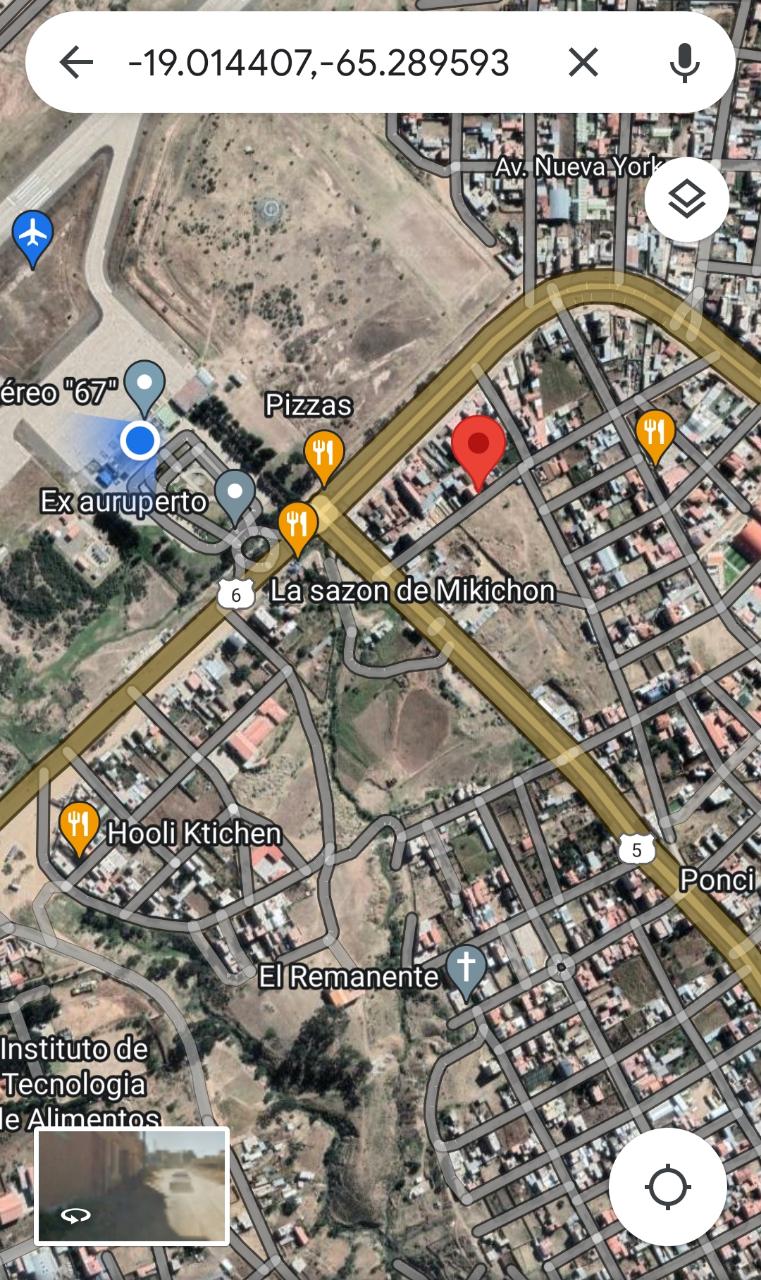 -19.014407,-65.289593
Av. Nueva York
éreo "67"
Pizzas
Ex auruperto
6
La sazon de Mikichon
Hooli Ktichen
5
Ponci
El Remanente
Instituto de
Tecnologia
de Alimentos